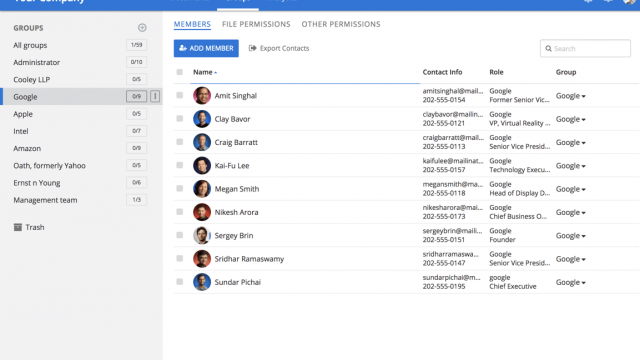 Your Company
GROUPS
All groups 1/59
Administrator 0/10
Cooley LLP 0/5
Google 0/9
Apple 0/5
Intel 0/7
Amazon 0/9
Oath, formerly Yahoo 0/5
Ernst n Young 0/6
Management team 1/3
Trash
MEMBERS FILE PERMISSIONS OTHER PERMISSIONS
ADD MEMBER Export Contacts Search
Name Contact Info Role Group
Amit Singhal amitsinghal@mail... Google Google
202-555-0154 Former Senior Vic...
Clay Bavor claybavor@mailin... Google Google
202-555-0121 VP, Virtual Reality ...
Craig Barratt craigbarratt@mail... Google Google
202-555-0113 Senior Vice Presid...
Kai-Fu Lee kaifulee@mailinat... Google Google
202-555-0157 Technology Execu...
Megan Smith megansmith@ma... Google Google
202-555-0118 Head of Display D...
Nikesh Arora nikesharora@mai... Google Google
202-555-0173 Chief Business O...
Sergey Brin sergeybrin@maili... Google Google
202-555-0151 Founder
Sridhar Ramaswamy sridharramaswa... Google Google
202-555-0147 Senior Vice Presid...
Sundar Pichai sundarpichai@m... google Google
202-555-0195 Chief Executive